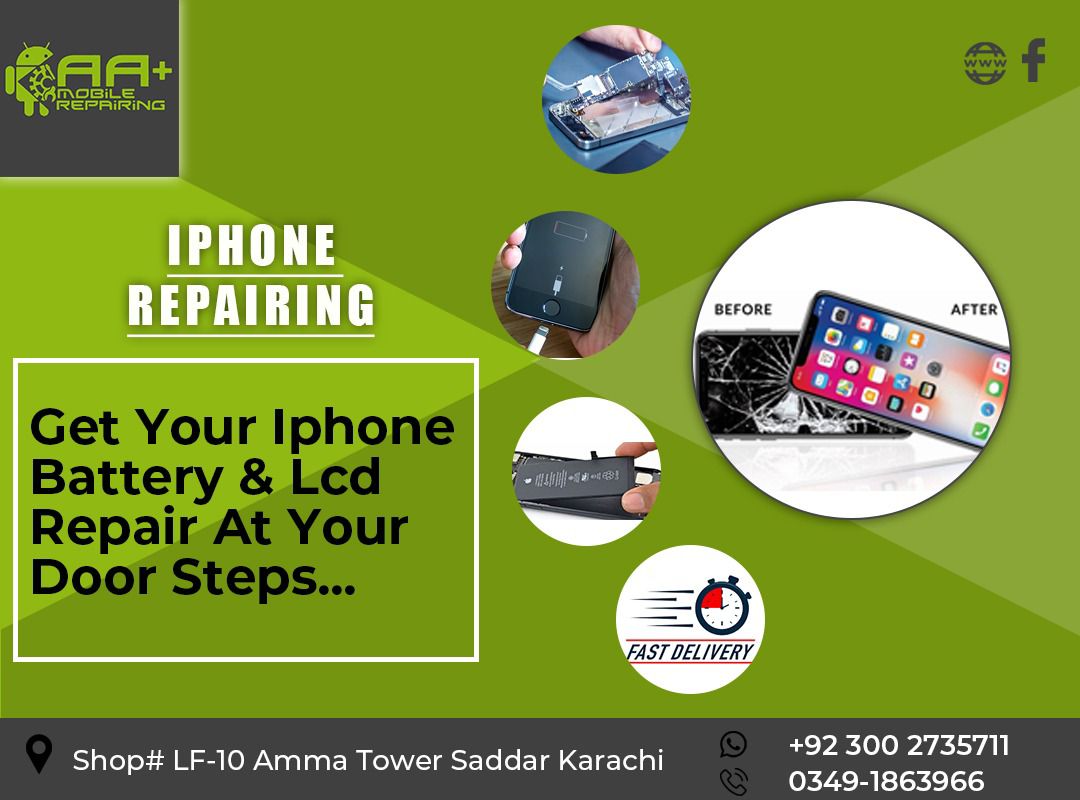 AA+
MOBILE
REPAIRING
WWW
IPHONE
REPAIRING
Get Your Iphone
Battery & Lcd
Repair At Your
Door Steps...
BEFORE
AFTER
FAST DELIVERY
Shop# LF-10 Amma Tower Saddar Karachi
+92 300 2735711
0349-1863966